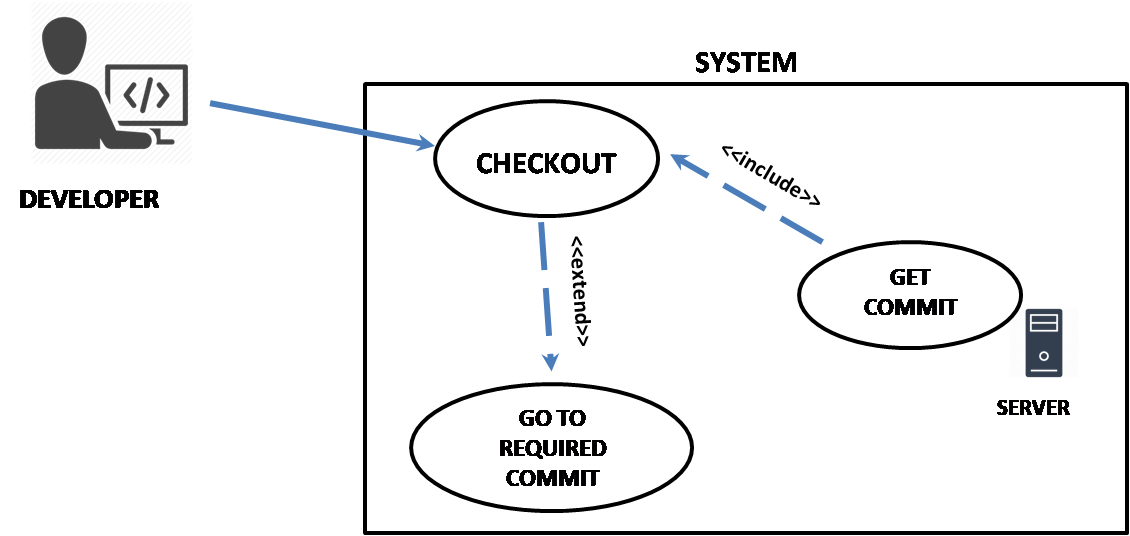 SYSTEM
</>
DEVELOPER
CHECKOUT
<<include>>
<<extend>>
GET
COMMIT
SERVER
GO TO
REQUIRED
COMMIT